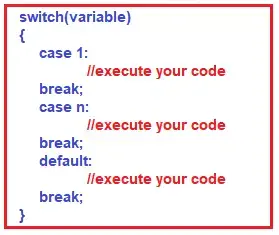 switch(variable)
{
case 1:
//execute your code
break;
case n:
//execute your code
break;
default:
//execute your code
break;
}